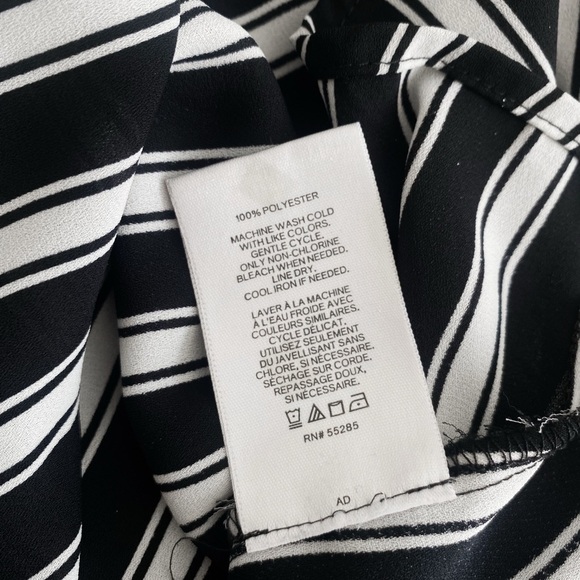 100% POLYESTER
MACHINE WASH COLD
WITH LIKE COLORS.
GENTLE CYCLE.
ONLY NON-CHLORINE
BLEACH WHEN NEEDED.
LINE DRY.
COOL IRON IF NEEDED.
LAVER À LA MACHINE
À L'EAU FROIDE AVEC
COULEURS SIMILAIRES.
CYCLE DÉLICAT.
UTILISEZ SEULEMENT
DU JAVELLISANT SANS
CHLORE, SI NÉCESSAIRE.
SÉCHAGE SUR CORDE.
REPASSAGE DOUX,
SI NÉCESSAIRE.
RN# 55285
AD